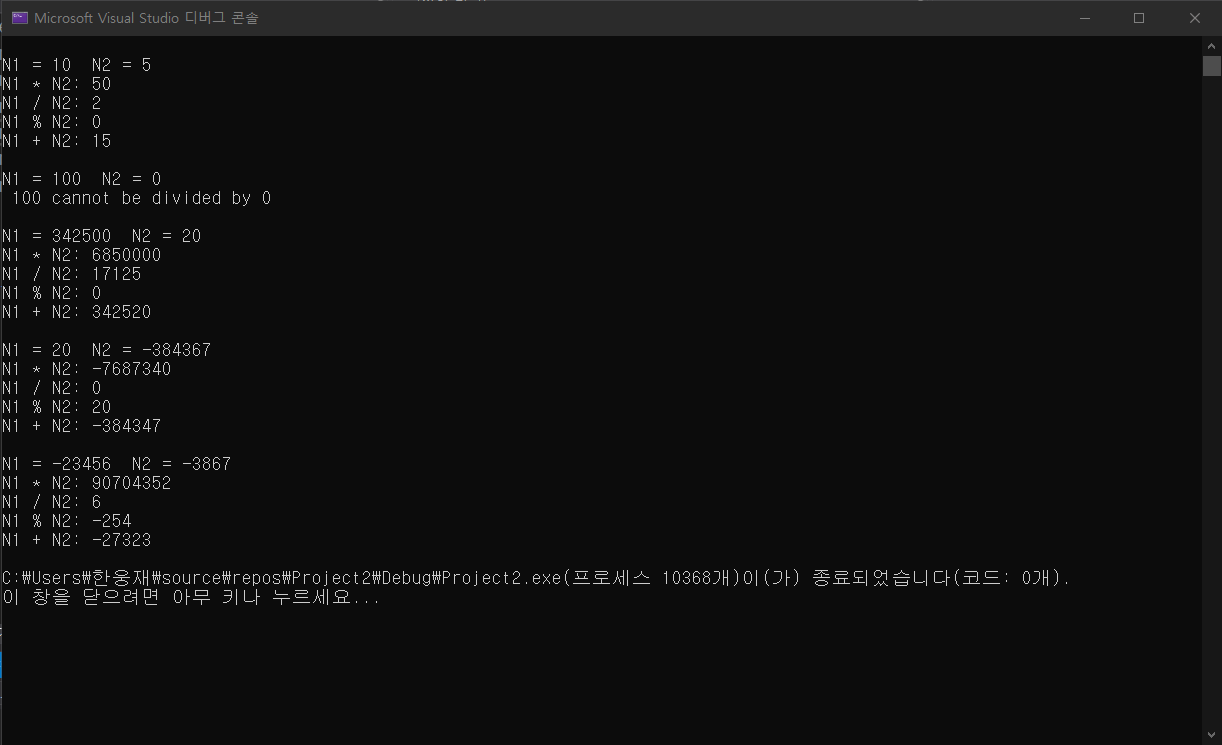 Microsoft Visual Studio 디버그 콘솔
N1 = 10  N2 = 5
N1 * N2: 50
N1 / N2: 2
N1 % N2: 0
N1 + N2: 15
N1 = 100  N2 = 0
 100 cannot be divided by 0
N1 = 342500  N2 = 20
N1 * N2: 6850000
N1 / N2: 17125
N1 % N2: 0
N1 + N2: 342520
N1 = 20  N2 = -384367
N1 * N2: -7687340
N1 / N2: 0
N1 % N2: 20
N1 + N2: -384347
N1 = -23456  N2 = -3867
N1 * N2: 90704352
N1 / N2: 6
N1 % N2: -254
N1 + N2: -27323
C:₩Users₩한웅재₩source₩repos₩Project2₩Debug₩Project2.exe(프로세스 10368개)이(가) 종료되었습니다(코드: 0개).
이 창을 닫으려면 아무 키나 누르세요...